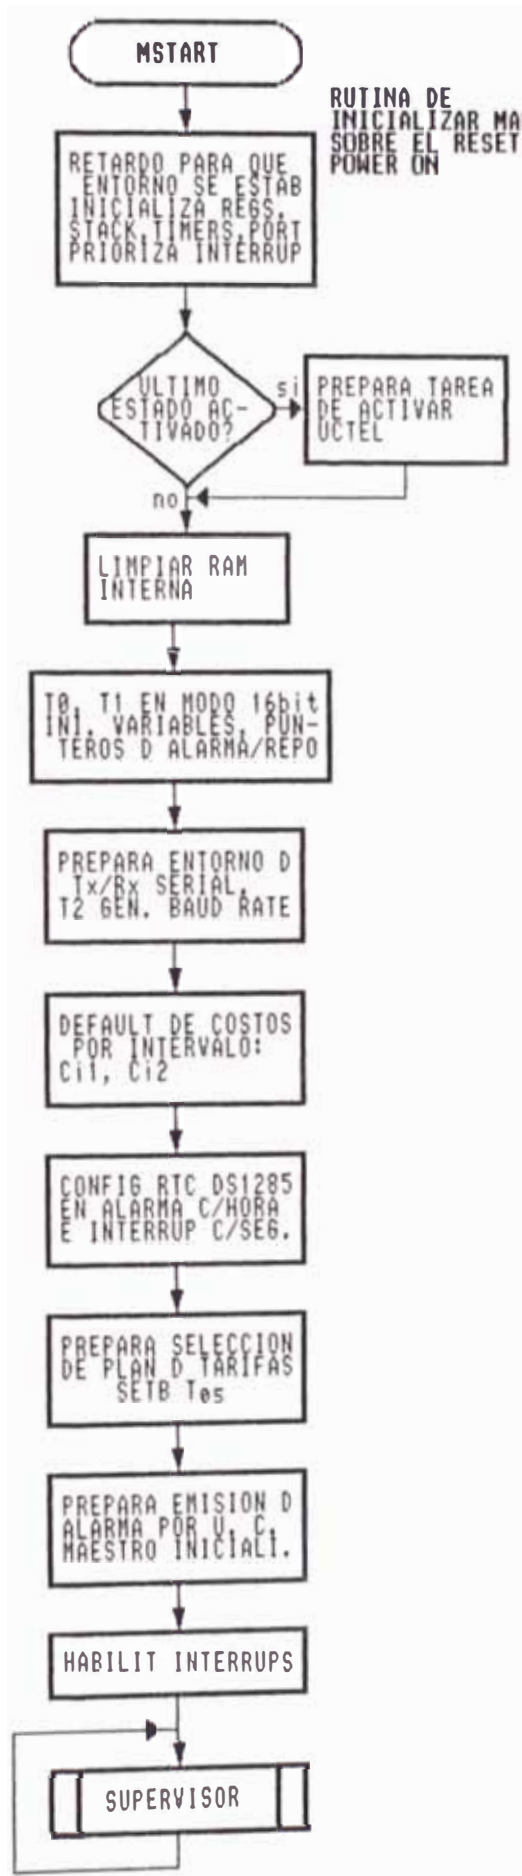 MSTART
RUTINA DE
INICIALIZAR MA
SOBRE EL RESET
POWER ON
RETARDO PARA QUE
ENTORNO SE ESTAB
INICIALIZA REGS.
STACK,TIMERS,PORT
PRIORIZA INTERRUP
ULTIMO
ESTADO AC-
TIVADO?
si
PREPARA TAREA
DE ACTIVAR
UCTEL
no
LIMPIAR RAM
INTERNA
T0, T1 EN MODO 16bit
INI. VARIABLES, PUN-
TEROS D ALARMA/REPO
PREPARA ENTORNO D
Tx/Rx SERIAL,
T2 GEN. BAUD RATE
DEFAULT DE COSTOS
POR INTERVALO:
Ci1, Ci2
CONFIG RTC DS1285
EN ALARMA C/HORA
E INTERRUP C/SEG.
PREPARA SELECCION
DE PLAN D TARIFAS
SETB T05
PREPARA EMISION D
ALARMA POR U. C.
MAESTRO INICIALI.
HABILIT INTERRUPS
SUPERVISOR